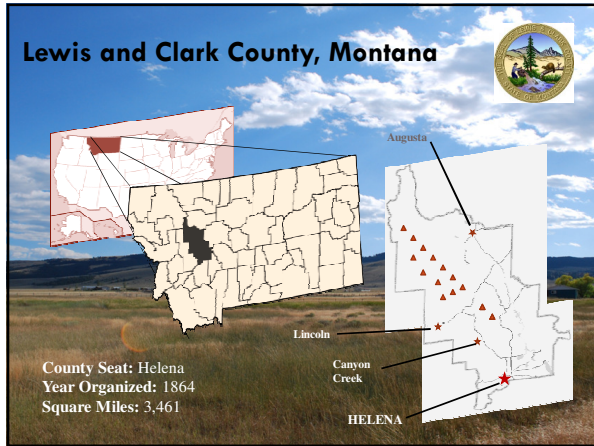 Lewis and Clark County, Montana
Augusta
Lincoln
Canyon
Creek
HELENA
County Seat: Helena
Year Organized: 1864
Square Miles: 3,461